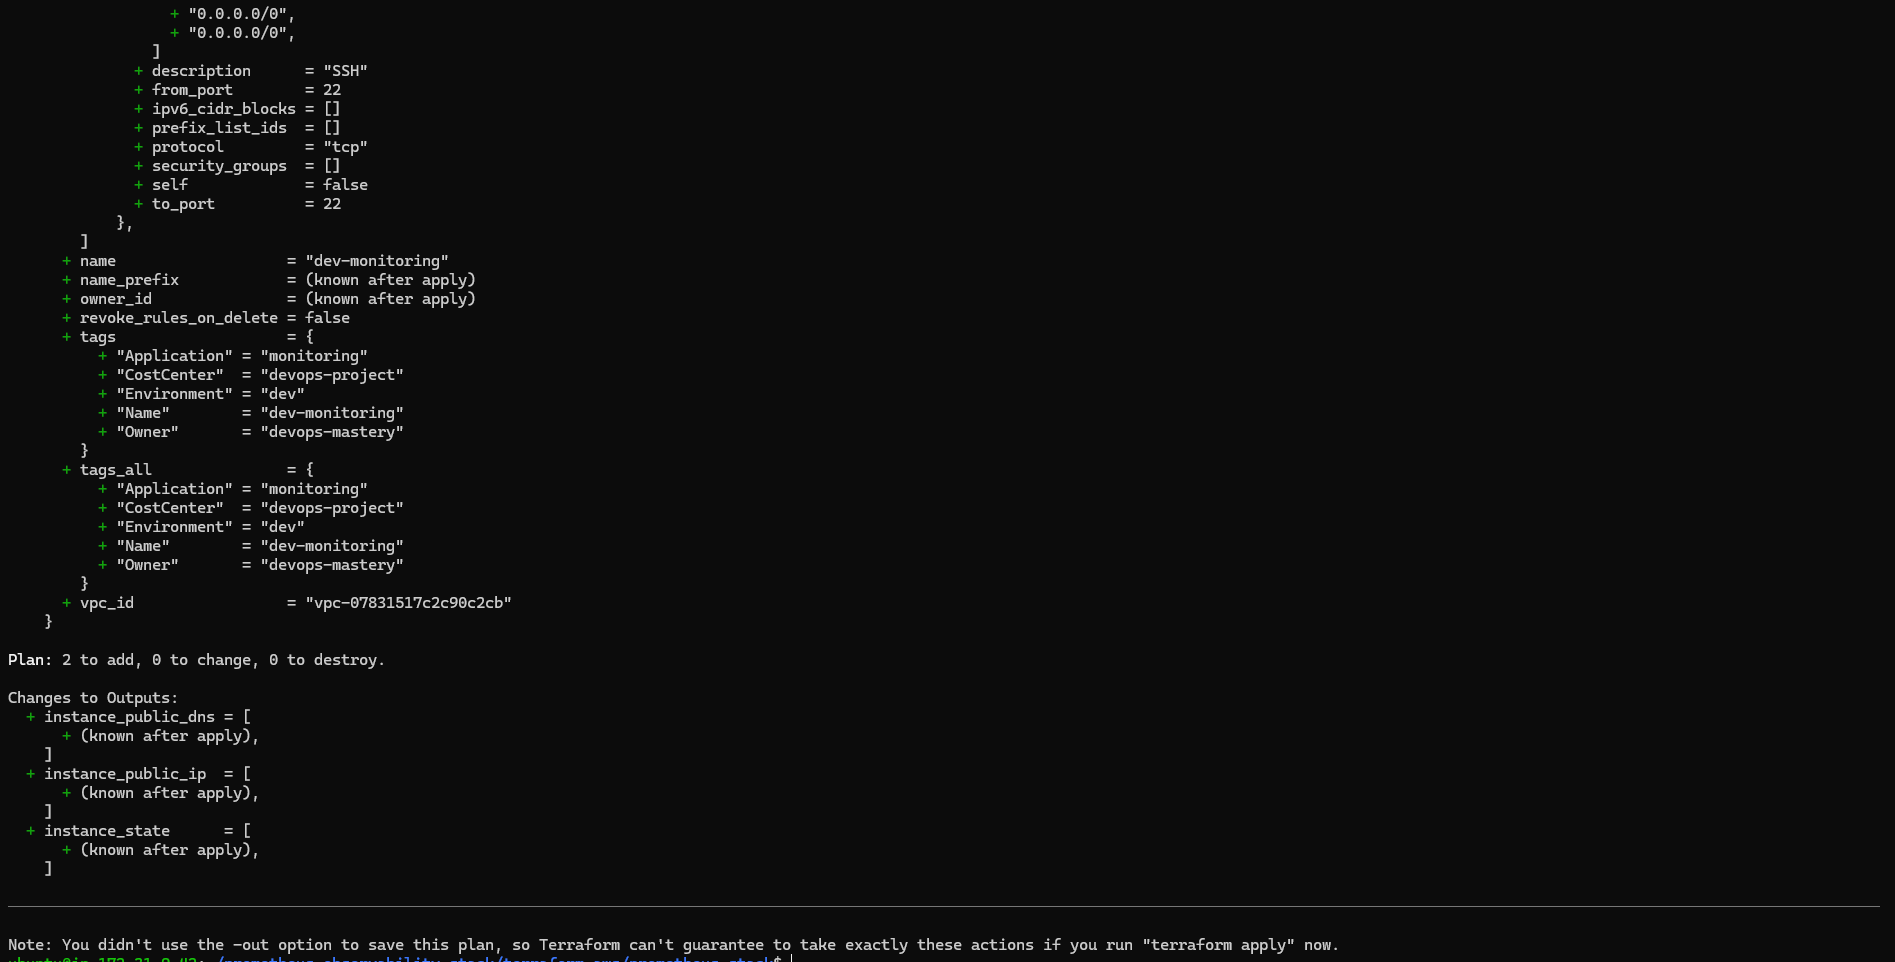 + "0.0.0.0/0",
                  + "0.0.0.0/0",
                ]
              + description      = "SSH"
              + from_port        = 22
              + ipv6_cidr_blocks = []
              + prefix_list_ids  = []
              + protocol         = "tcp"
              + security_groups  = []
              + self             = false
              + to_port          = 22
            },
        ]
      + name                   = "dev-monitoring"
      + name_prefix            = (known after apply)
      + owner_id               = (known after apply)
      + revoke_rules_on_delete = false
      + tags                   = {
          + "Application" = "monitoring"
          + "CostCenter"  = "devops-project"
          + "Environment" = "dev"
          + "Name"        = "dev-monitoring"
          + "Owner"       = "devops-mastery"
        }
      + tags_all               = {
          + "Application" = "monitoring"
          + "CostCenter"  = "devops-project"
          + "Environment" = "dev"
          + "Name"        = "dev-monitoring"
          + "Owner"       = "devops-mastery"
        }
      + vpc_id                 = "vpc-07831517c2c90c2cb"
    }

Plan: 2 to add, 0 to change, 0 to destroy.

Changes to Outputs:
  + instance_public_dns = [
      + (known after apply),
    ]
  + instance_public_ip  = [
      + (known after apply),
    ]
  + instance_state      = [
      + (known after apply),
    ]

Note: You didn't use the -out option to save this plan, so Terraform can't guarantee to take exactly these actions if you run "terraform apply" now.